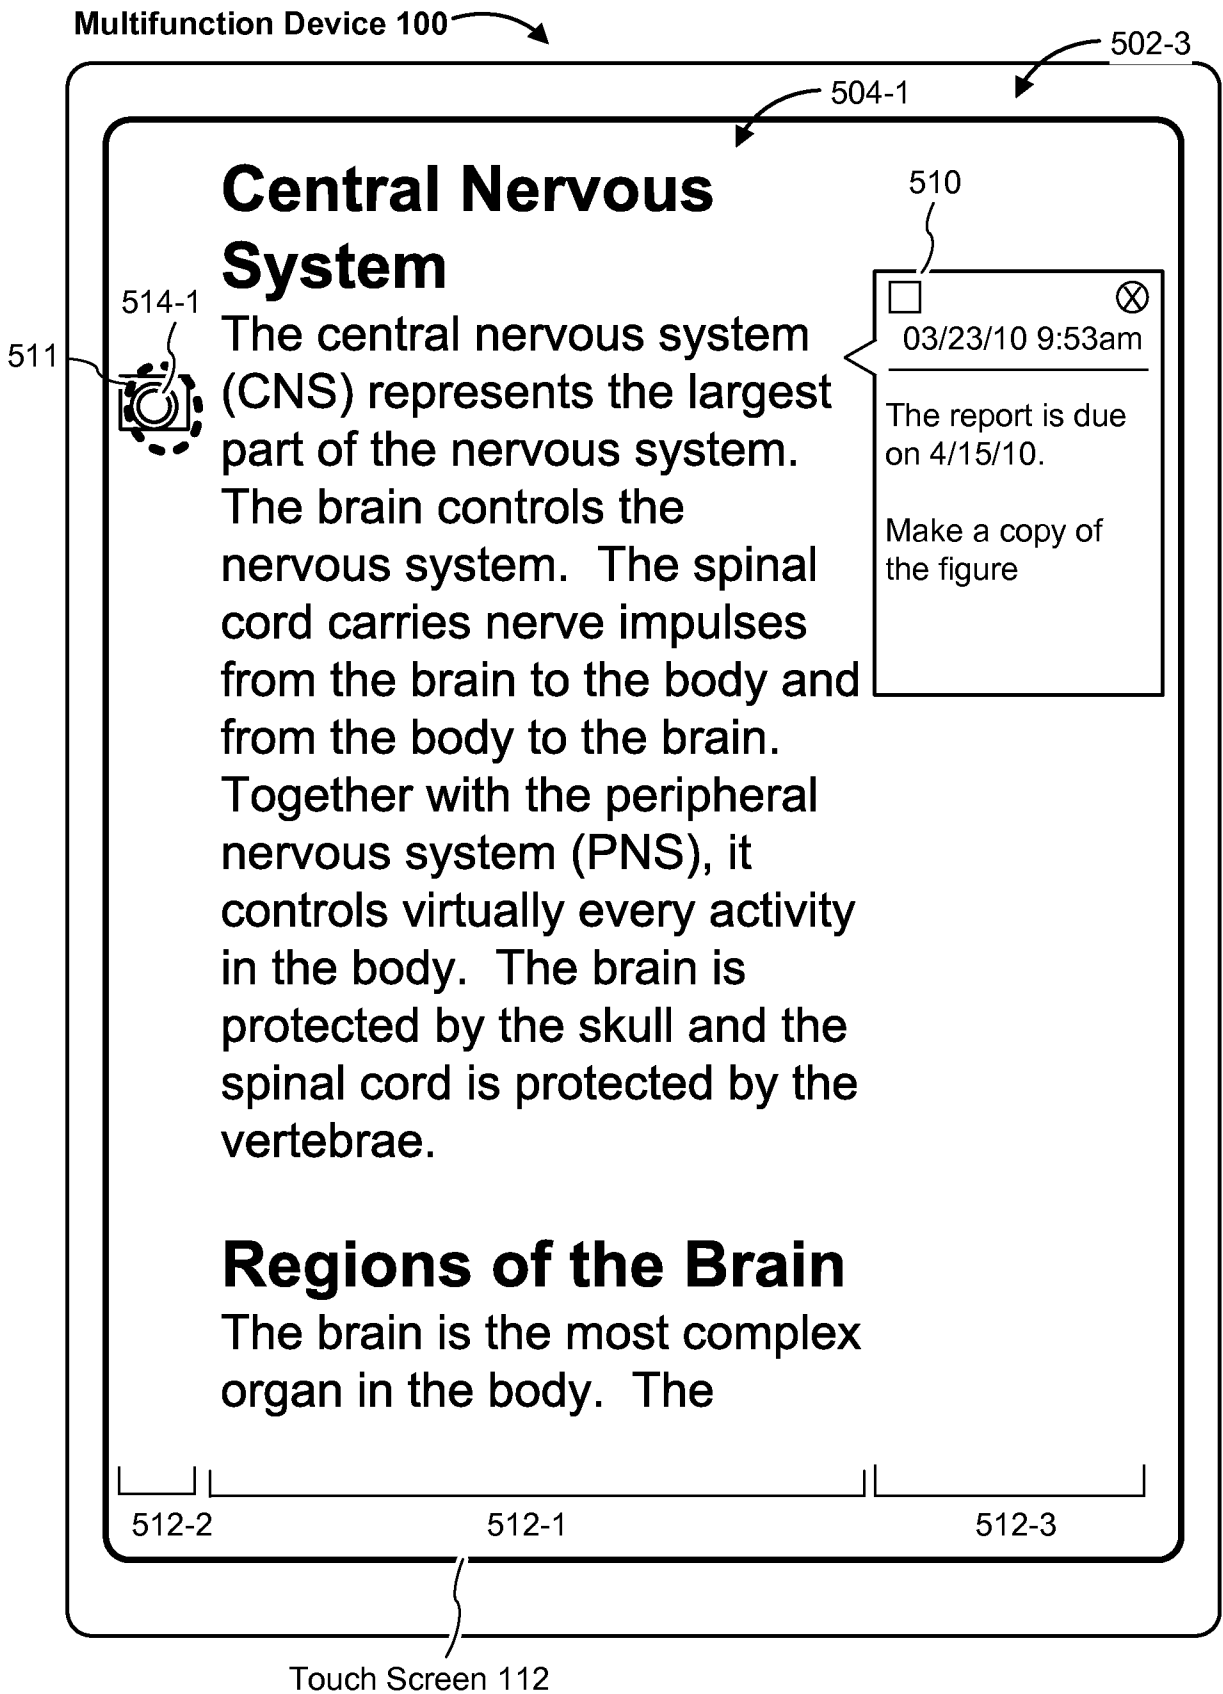 Multifunction Device 100
502-3
504-1
Central Nervous
System
The central nervous system
(CNS) represents the largest
part of the nervous system.
The brain controls the
nervous system.  The spinal
cord carries nerve impulses
from the brain to the body and
from the body to the brain.
Together with the peripheral
nervous system (PNS), it
controls virtually every activity
in the body.  The brain is
protected by the skull and the
spinal cord is protected by the
vertebrae.
Regions of the Brain
The brain is the most complex
organ in the body.  The
510
X
03/23/10 9:53am
The report is due
on 4/15/10.
Make a copy of
the figure
514-1
511
512-2
512-1
512-3
Touch Screen 112